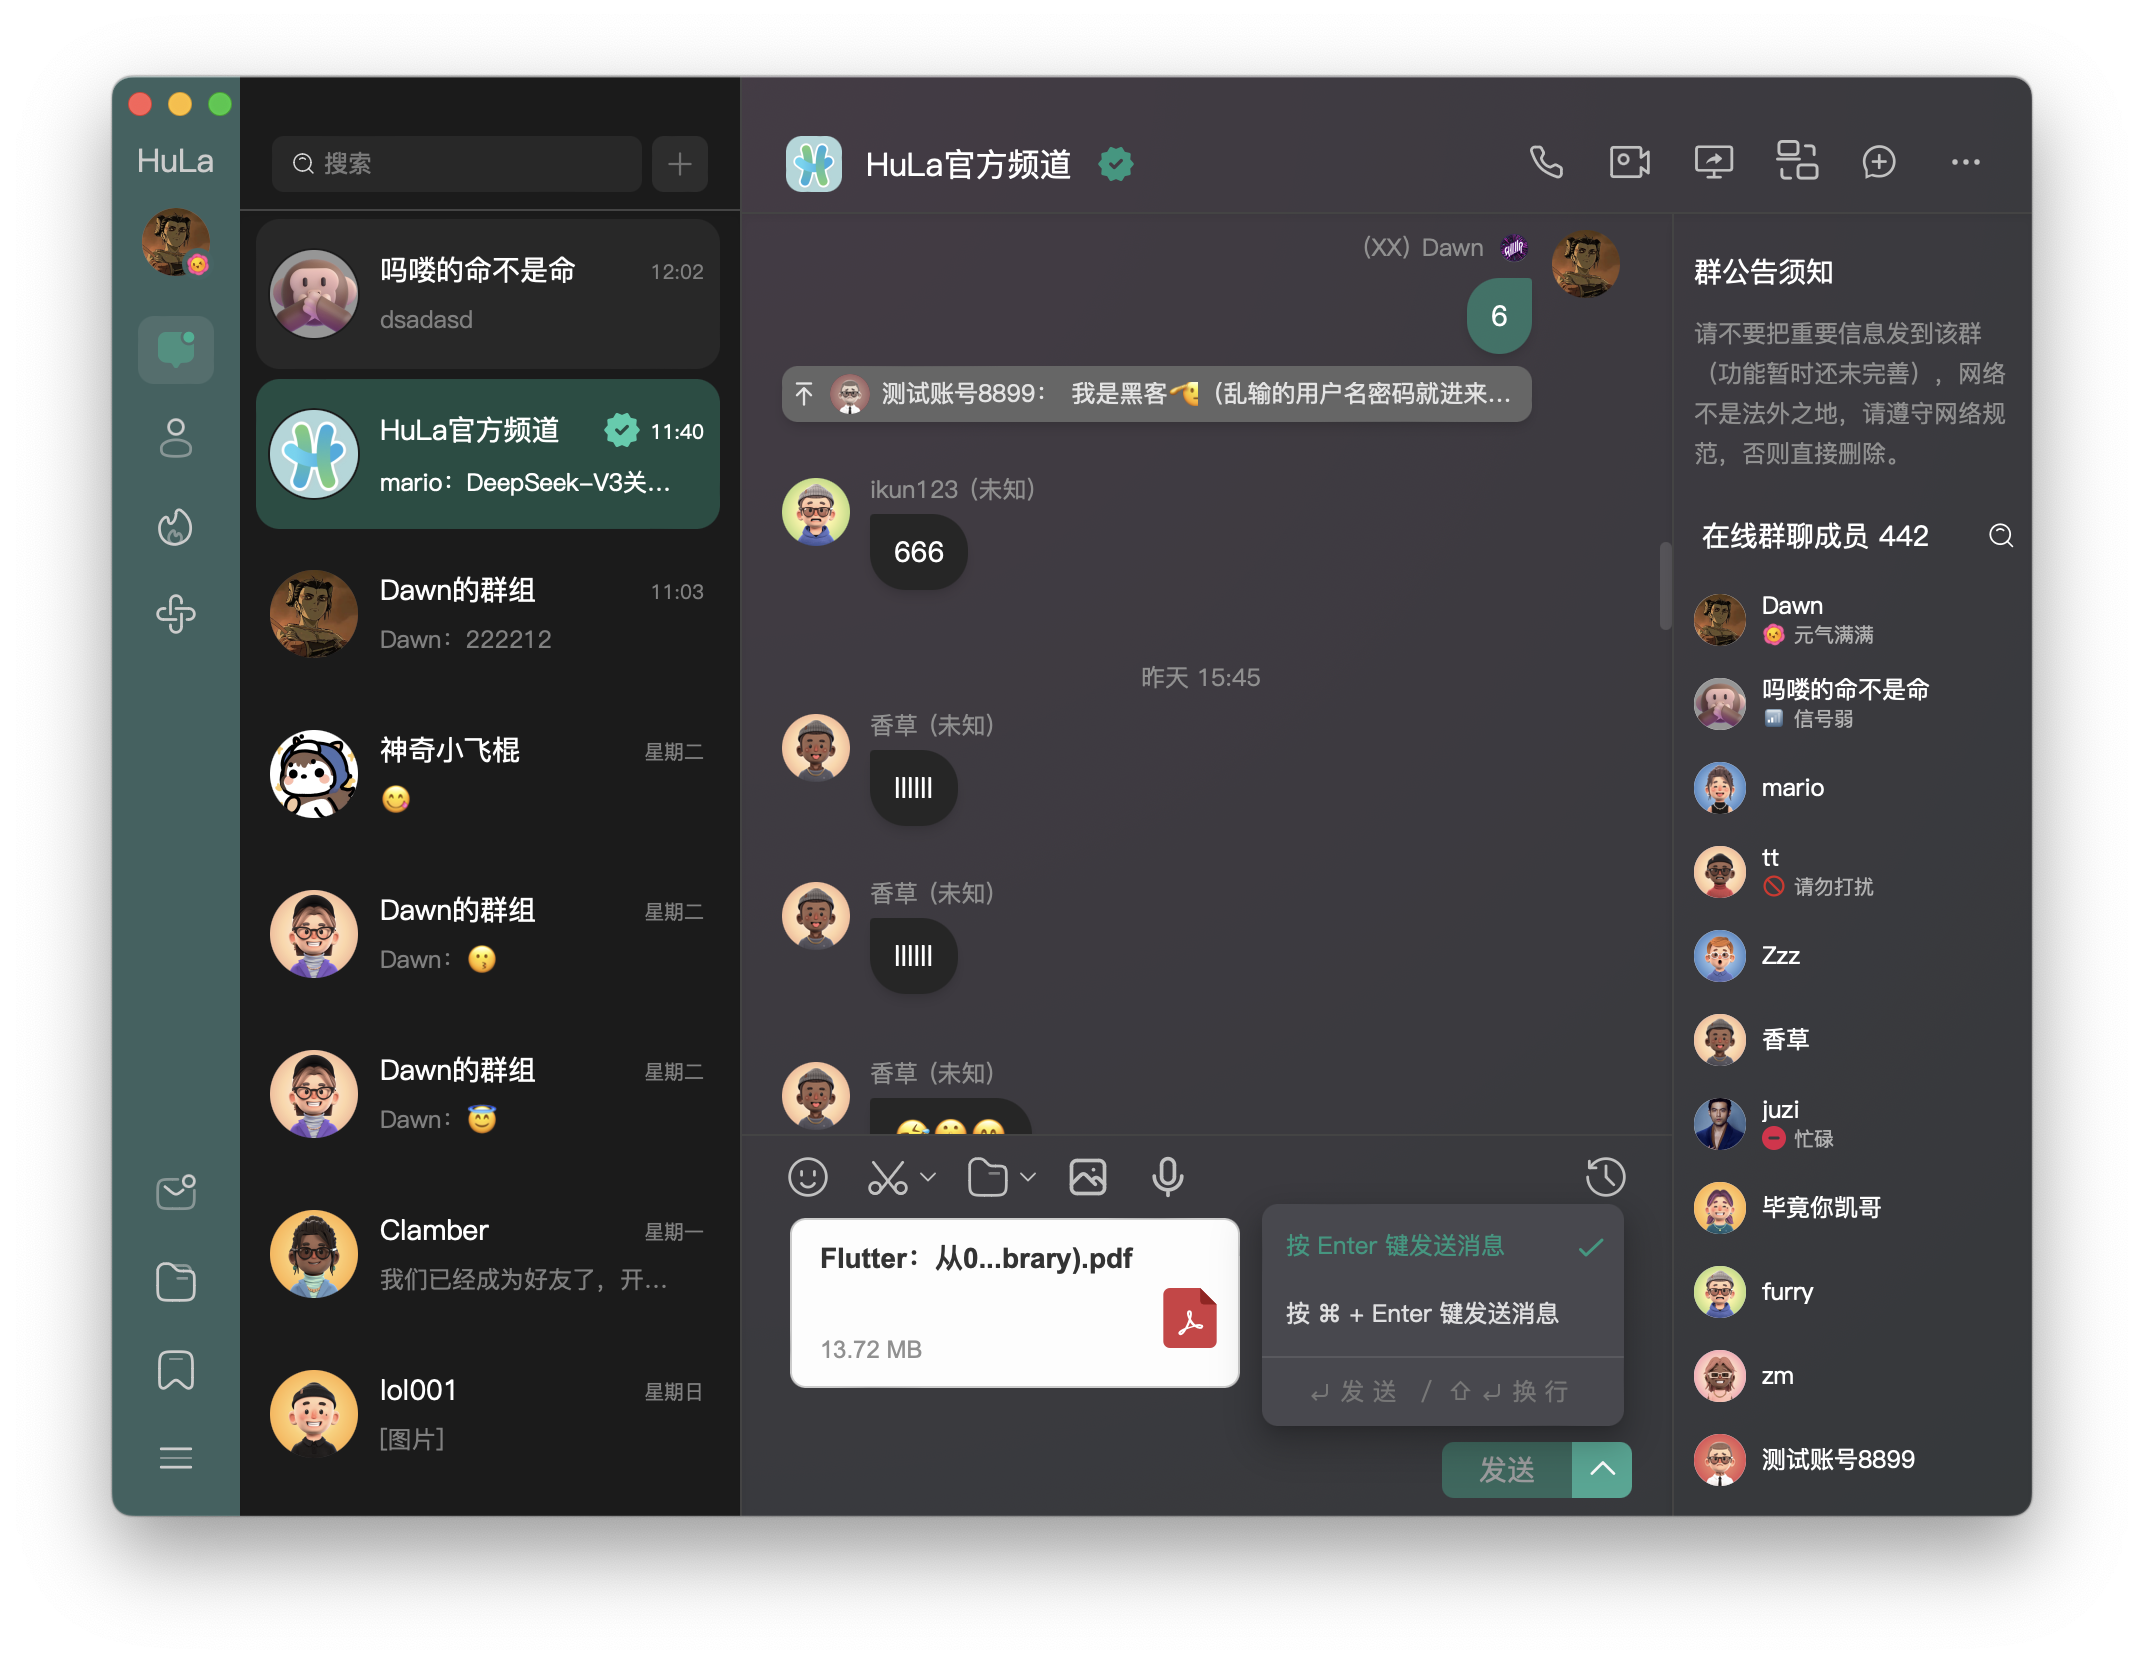 HuLa
搜索
吗喽的命不是命
12:02
dsadasd
HuLa官方频道
11:40
mario：DeepSeek-V3关...
Dawn的群组
11:03
Dawn：222212
神奇小飞棍
星期二
Dawn的群组
星期二
Dawn：
Dawn的群组
星期二
Dawn：
Clamber
星期一
我们已经成为好友了，开...
lol001
星期日
[图片]
HuLa官方频道
(XX) Dawn
6
测试账号8899： 我是黑客（乱输的用户名密码就进来...
ikun123（未知）
666
昨天 15:45
香草（未知）
llllll
香草（未知）
llllll
香草（未知）
Flutter：从0...brary).pdf
13.72 MB
按 Enter 键发送消息
按 ⌘ + Enter 键发送消息
↵ 发送 / ⇧ ↵ 换行
发送
群公告须知
请不要把重要信息发到该群
（功能暂时还未完善），网络
不是法外之地，请遵守网络规
范，否则直接删除。
在线群聊成员 442
Dawn
元气满满
吗喽的命不是命
信号弱
mario
tt
请勿打扰
Zzz
香草
juzi
忙碌
毕竟你凯哥
furry
zm
测试账号8899